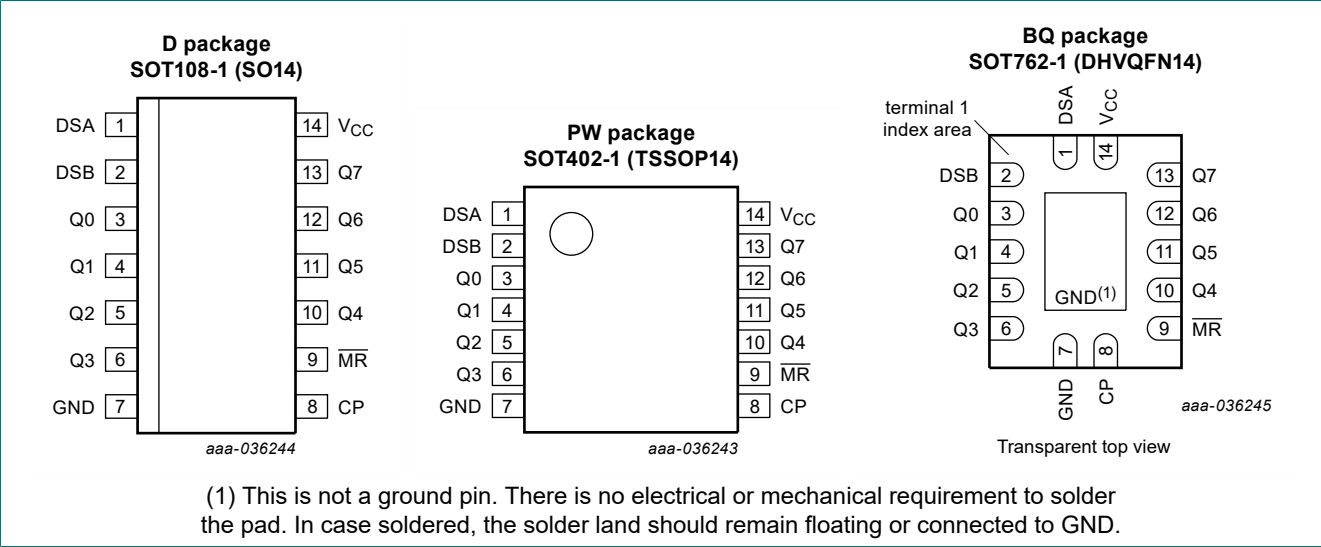 D package
SOT108-1 (SO14)
DSA 1
14 VCC
DSB 2
13 Q7
Q0 3
12 Q6
Q1 4
11 Q5
Q2 5
10 Q4
Q3 6
9 MR
GND 7
8 CP
aaa-036244
PW package
SOT402-1 (TSSOP14)
DSA 1
14 VCC
DSB 2
13 Q7
Q0 3
12 Q6
Q1 4
11 Q5
Q2 5
10 Q4
Q3 6
9 MR
GND 7
8 CP
aaa-036243
BQ package
SOT762-1 (DHVQFN14)
terminal 1
index area
DSA
VCC
1
14
DSB 2
13 Q7
Q0 3
12 Q6
Q1 4
11 Q5
Q2 5
10 Q4
GND(1)
Q3 6
9 MR
7
8
GND
CP
aaa-036245
Transparent top view
(1) This is not a ground pin. There is no electrical or mechanical requirement to solder
the pad. In case soldered, the solder land should remain floating or connected to GND.